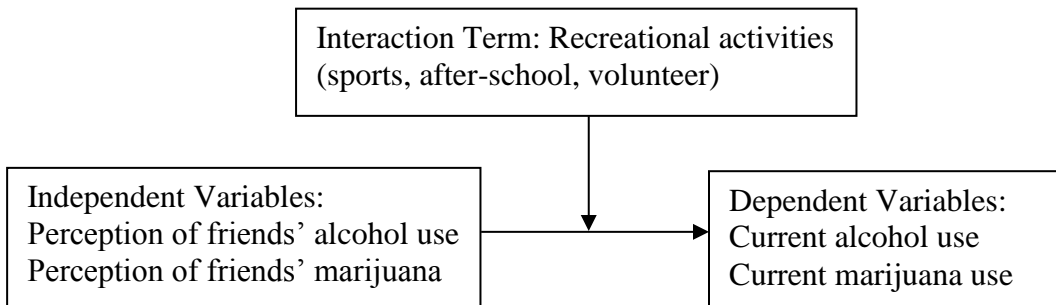 Interaction Term: Recreational activities
(sports, after-school, volunteer)
Independent Variables:
Perception of friends’ alcohol use
Perception of friends’ marijuana
Dependent Variables:
Current alcohol use
Current marijuana use